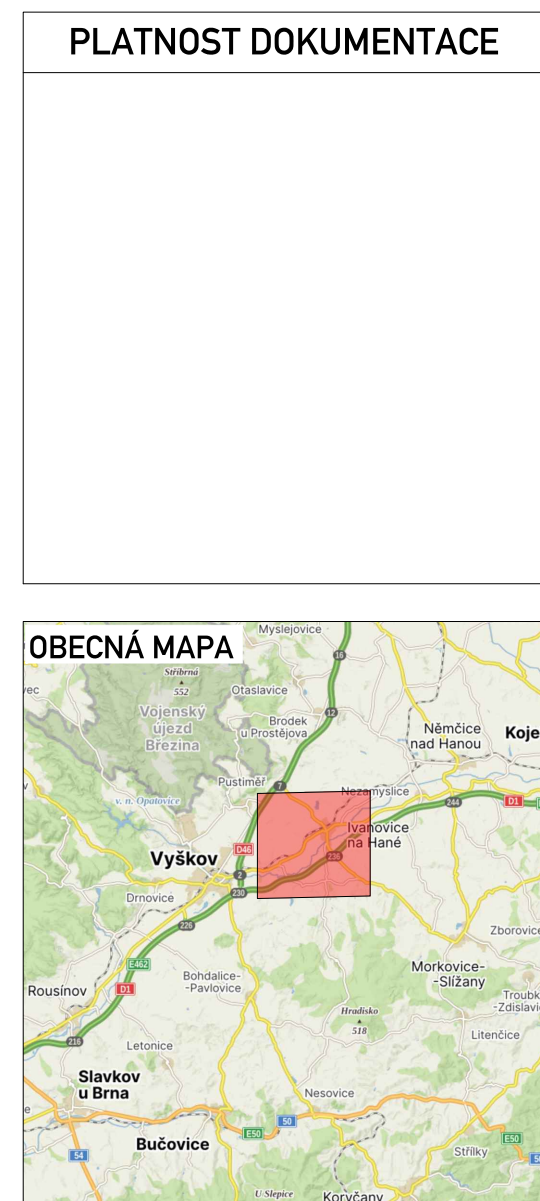 PLATNOST DOKUMENTACE
OBECNÁ MAPA
Myslejovice
16
Stříbrná
552
Otaslavice
vec
Vojenský
újezd
Březina
12
Brodek
u Prostějova
Němčice
nad Hanou
Koje
Pustiměř
7
Nezamyslice
v
v. n. Opatovice
244
D1
E
Ivanovice
na Hané
D46
236
Vyškov
2
230
Drnovice
226
Zborovice
E462
Morkovice-
-Slížany
Bohdalice-
-Pavlovice
Rousínov
D1
Troubk
-Zdislavi
Hradisko
518
216
Letonice
Litenčice
Slavkov
u Brna
Nesovice
e
50
E50
E50
Bučovice
54
Střílky
50
U Slepice
Koryčany